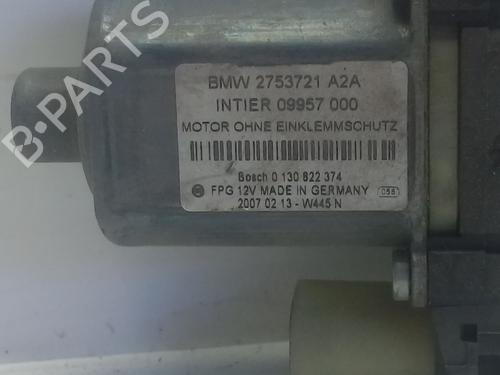 B-PARTS
BMW 2753721 A2A
INTIER 09957 000
MOTOR OHNE EINKLEMMSCHUTZ
Bosch 0 130 822 374
FPG 12V MADE IN GERMANY 056
2007 02 13 - W445 N